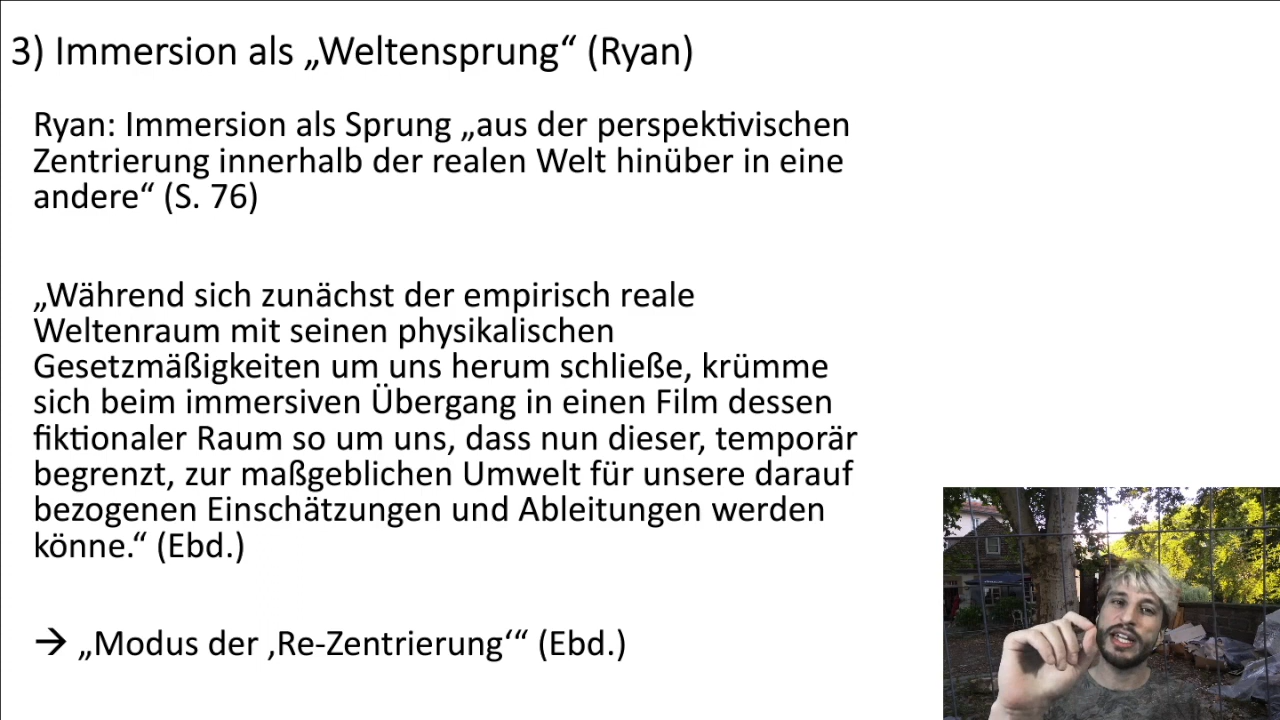 3) Immersion als „Weltensprung“ (Ryan)
Ryan: Immersion als Sprung „aus der perspektivischen
Zentrierung innerhalb der realen Welt hinüber in eine
andere“ (S. 76)
„Während sich zunächst der empirisch reale
Weltenraum mit seinen physikalischen
Gesetzmäßigkeiten um uns herum schließe, krümme
sich beim immersiven Übergang in einen Film dessen
fiktionaler Raum so um uns, dass nun dieser, temporär
begrenzt, zur maßgeblichen Umwelt für unsere darauf
bezogenen Einschätzungen und Ableitungen werden
könne.“ (Ebd.)
→ „Modus der ‚Re-Zentrierung‘“ (Ebd.)